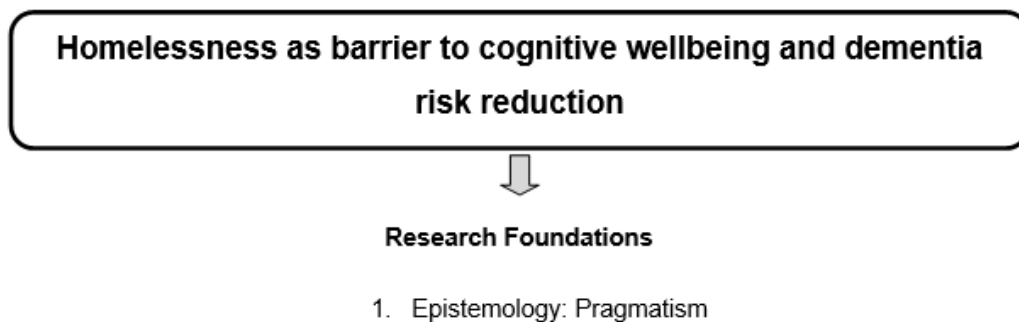 Homelessness as barrier to cognitive wellbeing and dementia
risk reduction
Research Foundations
1. Epistemology: Pragmatism